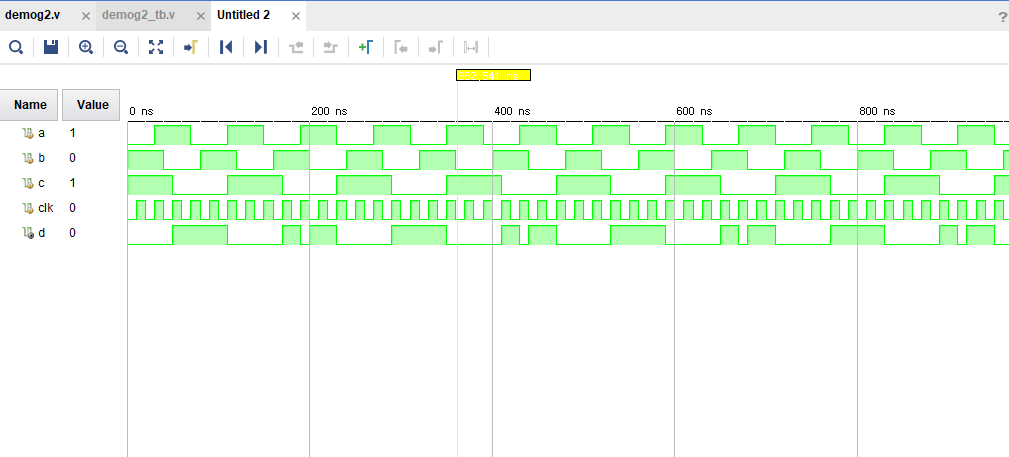 demog2.v × demog2_tb.v × Untitled 2 ×
?
Name Value
0 ns 200 ns 400 ns 600 ns 800 ns
a 1
b 0
c 1
clk 0
d 0